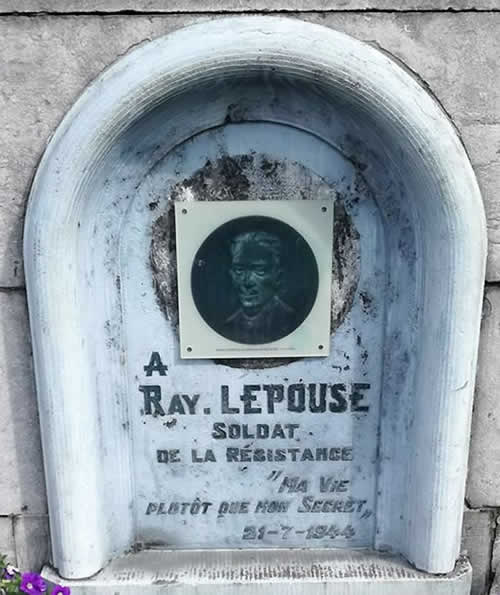 A
RAY. LEPOUSE
SOLDAT
DE LA RÉSISTANCE
"MA VIE
PLUTÔT QUE MON SECRET„
21-7-1944